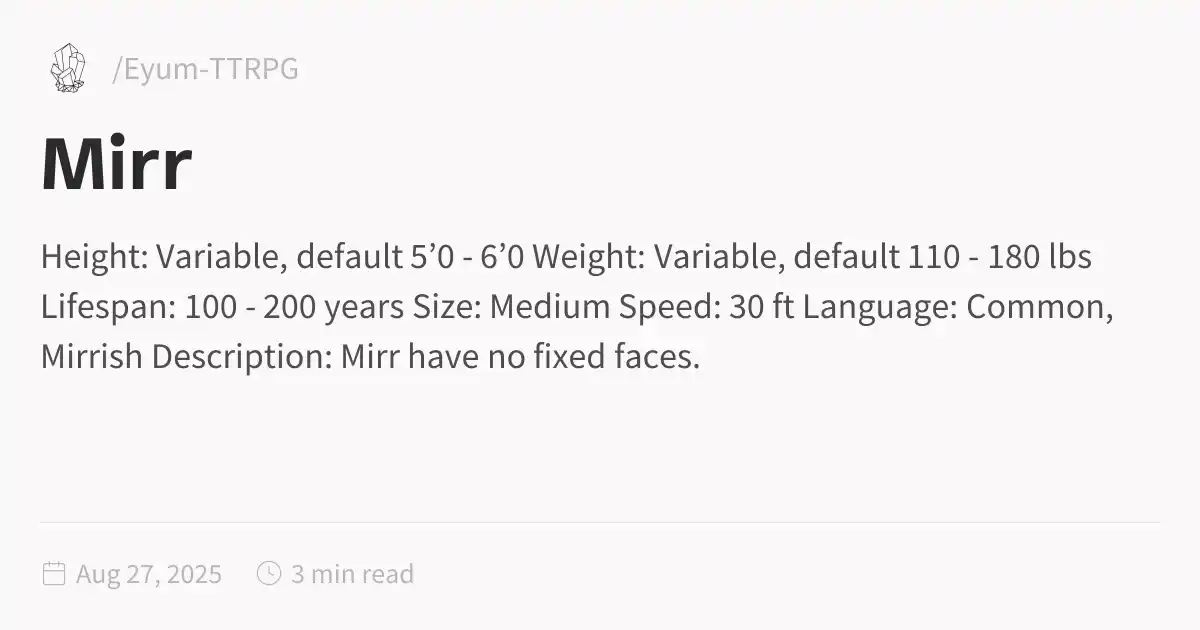 /Eyum-TTRPG
Mirr
Height: Variable, default 5’0 - 6’0 Weight: Variable, default 110 - 180 lbs
Lifespan: 100 - 200 years Size: Medium Speed: 30 ft Language: Common,
Mirrish Description: Mirr have no fixed faces.
Aug 27, 2025 3 min read